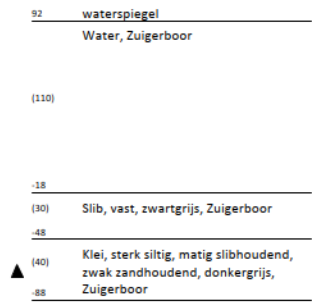 92 waterspiegel
Water, Zuigerboor
(110)
-18
(30) Slib, vast, zwartgrijs, Zuigerboor
-48
(40) Klei, sterk siltig, matig slibhoudend,
zwak zandhoudend, donkergrijs,
-88 Zuigerboor